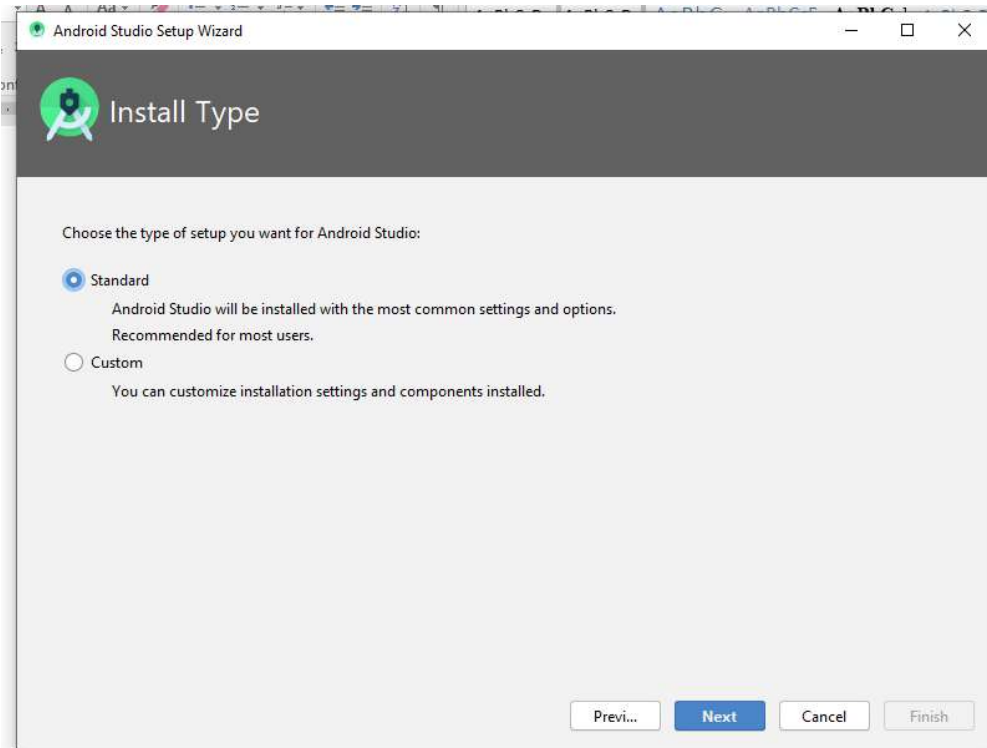 Android Studio Setup Wizard
Install Type
Choose the type of setup you want for Android Studio:
Standard
Android Studio will be installed with the most common settings and options.
Recommended for most users.
Custom
You can customize installation settings and components installed.
Previ... Next Cancel Finish